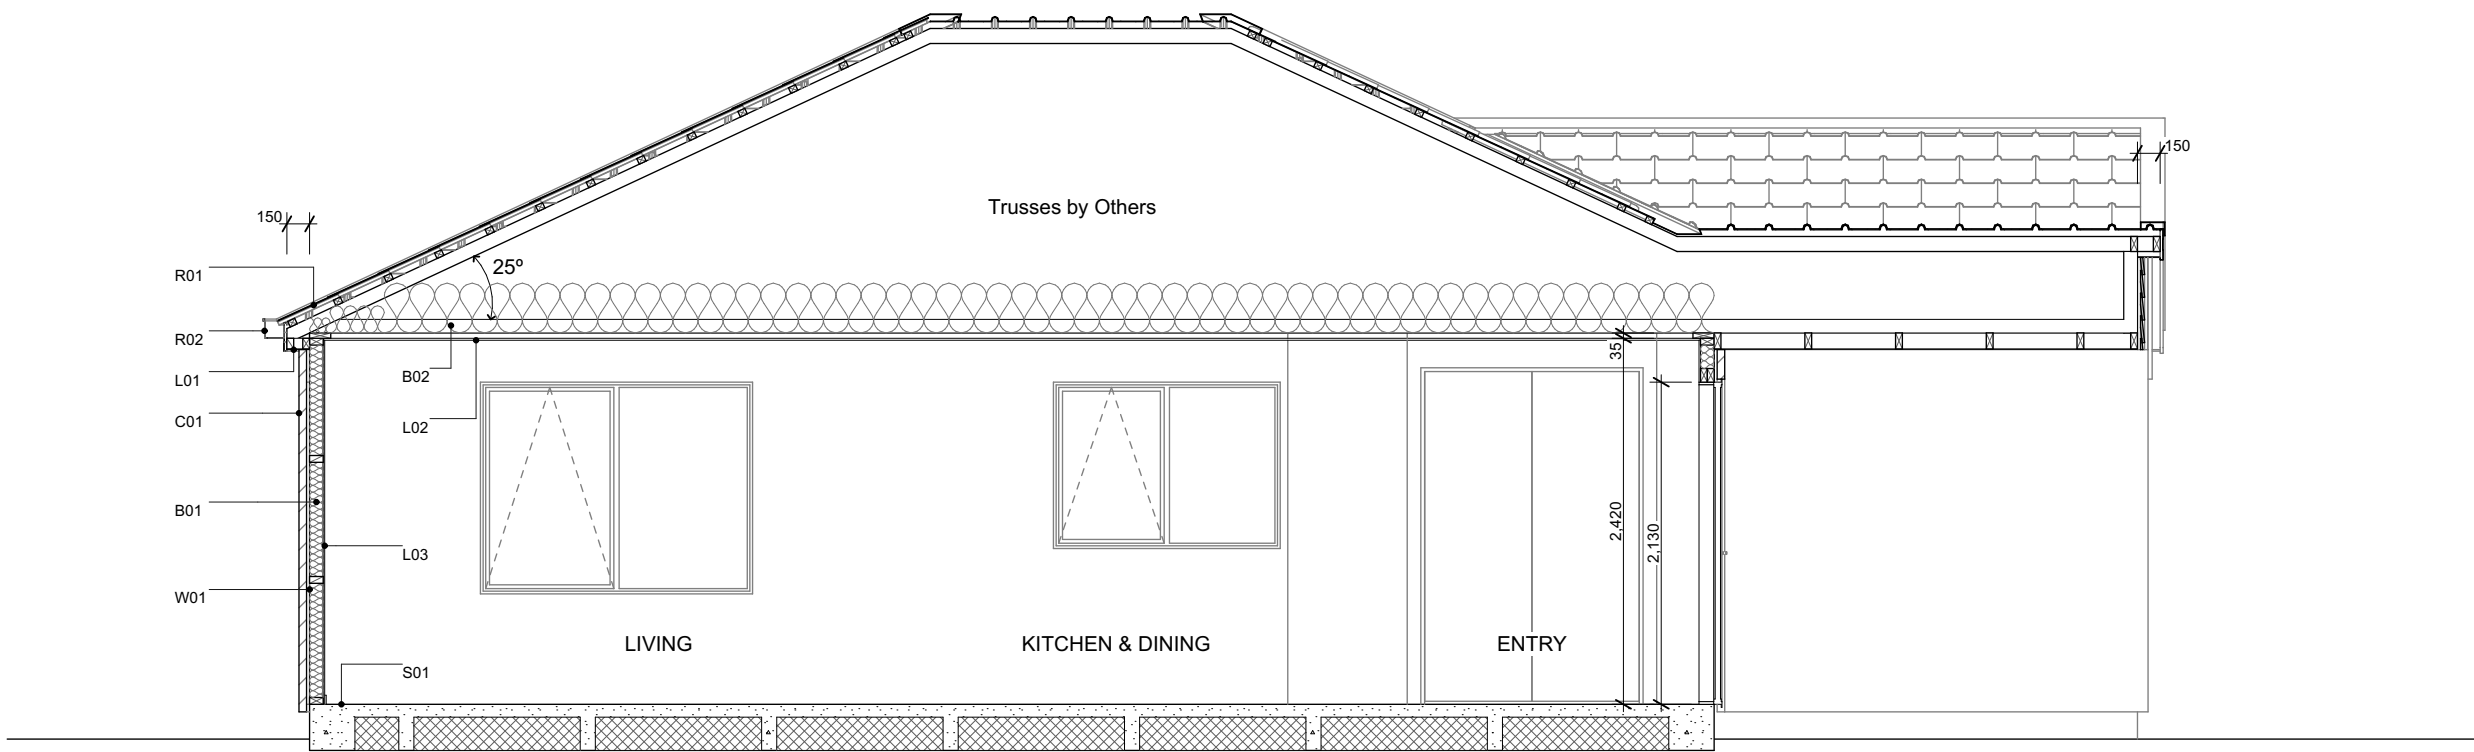 150
Trusses by Others
150
R01
25º
R02
35
L01
B02
C01
L02
B01
2,420
2,130
L03
W01
LIVING
KITCHEN & DINING
ENTRY
S01